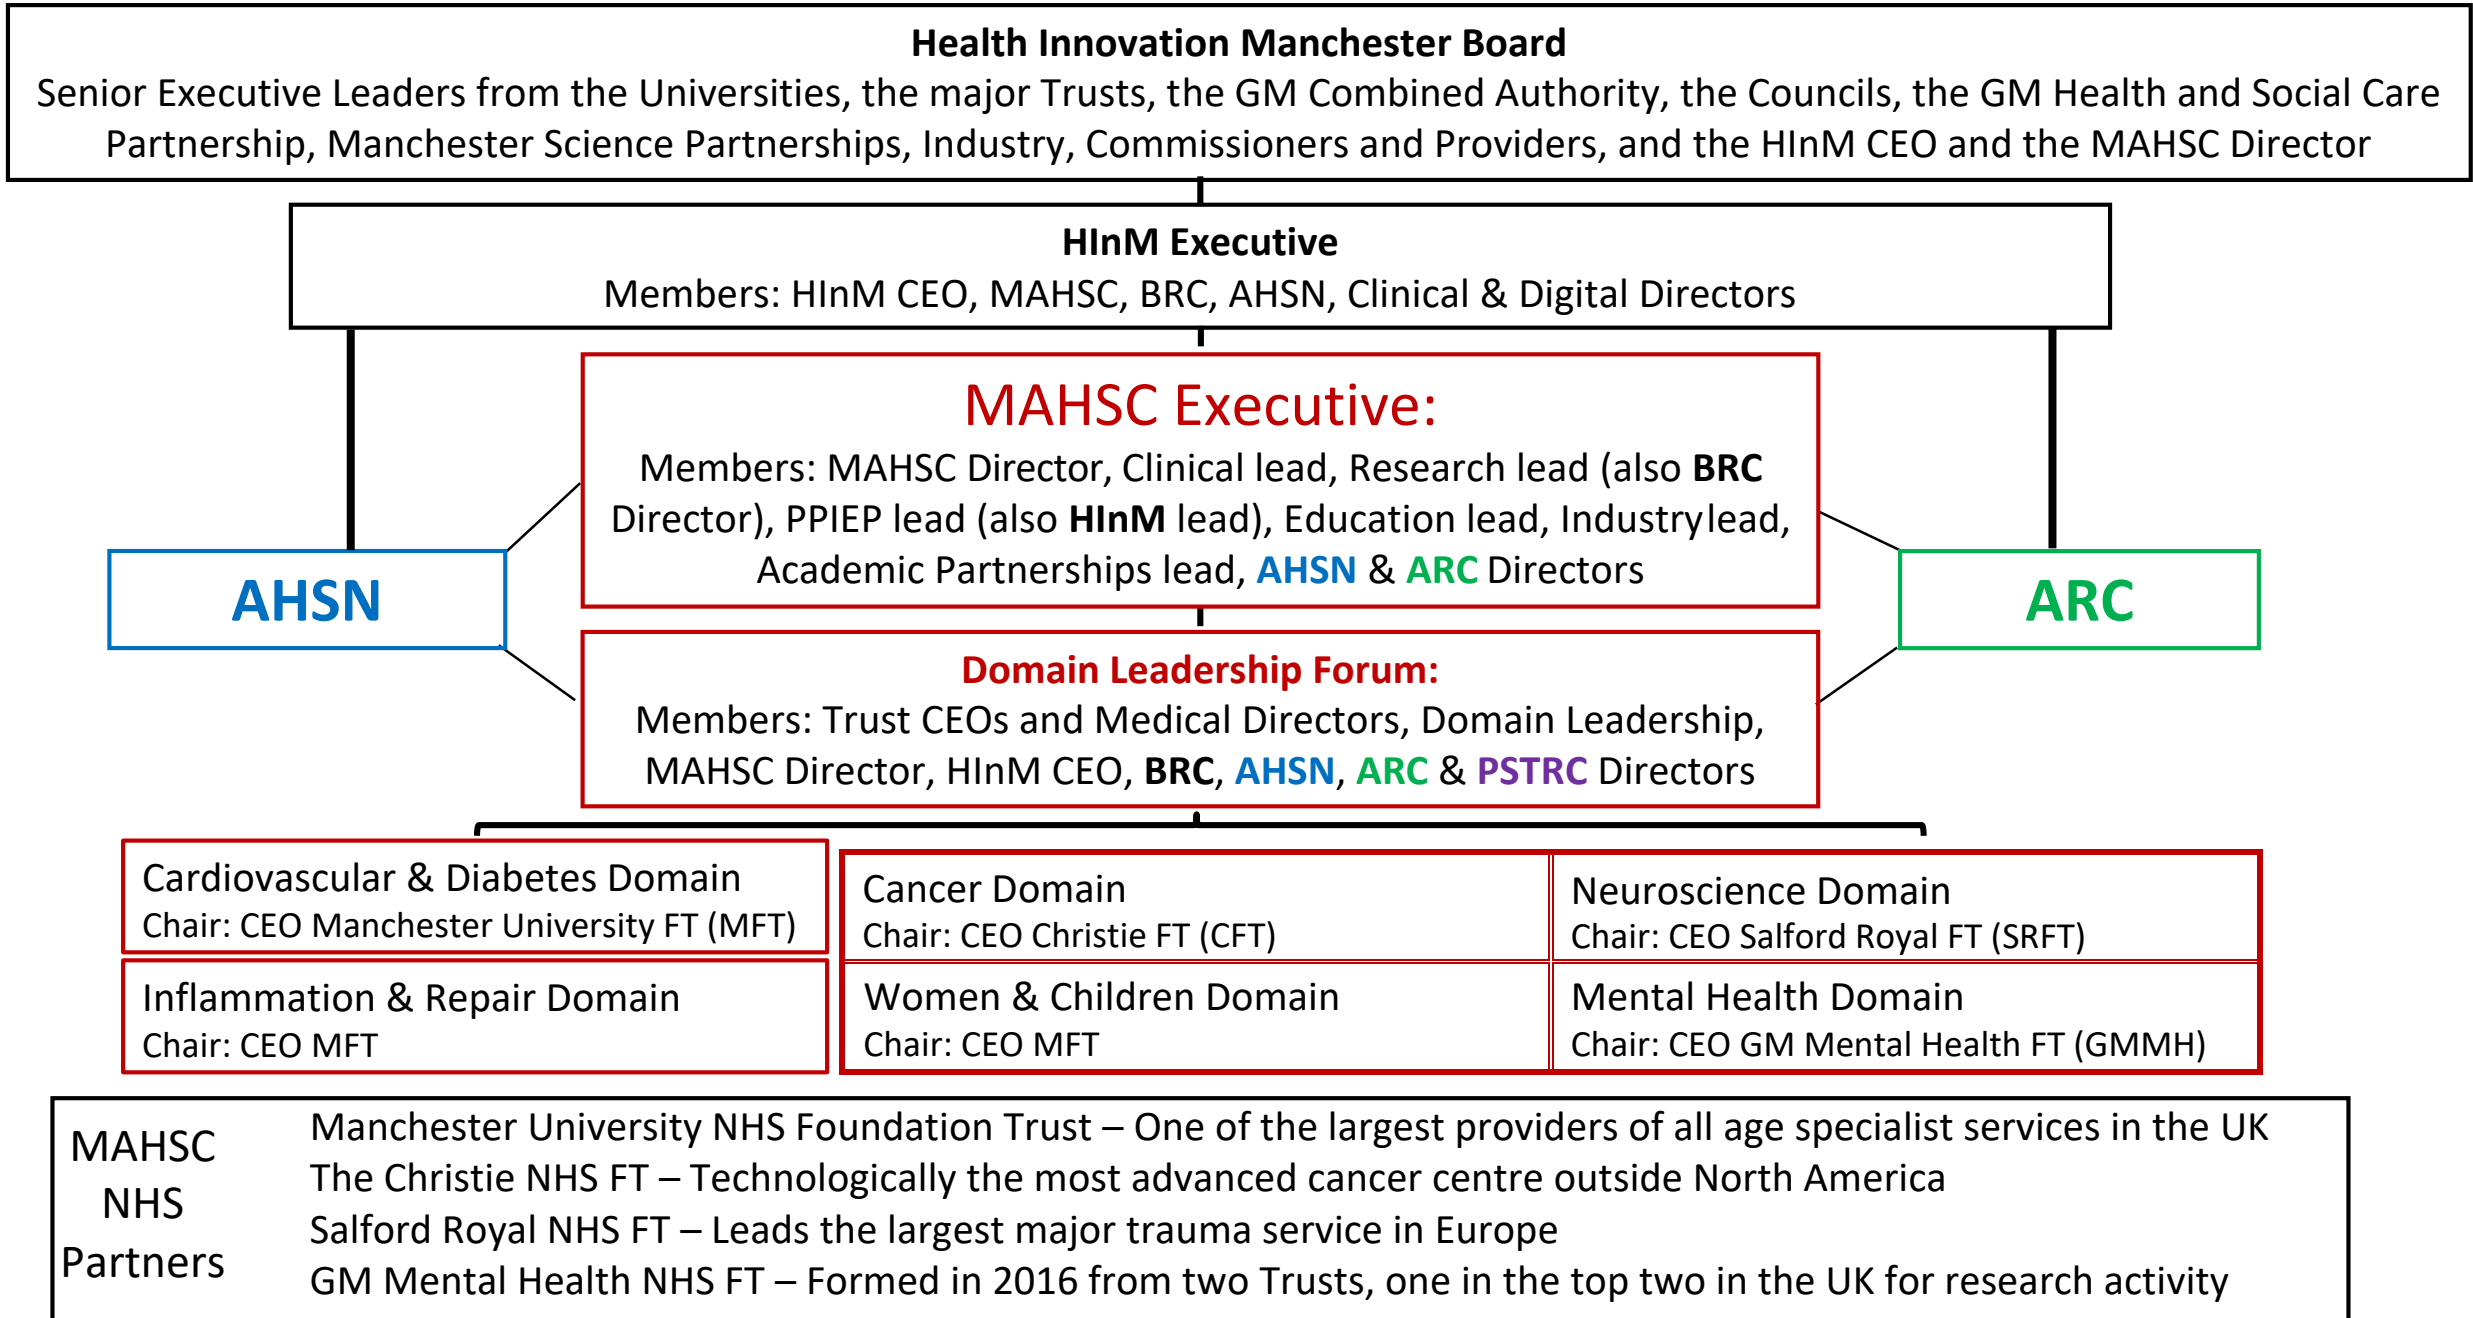 Health Innovation Manchester Board
Senior Executive Leaders from the Universities, the major Trusts, the GM Combined Authority, the Councils, the GM Health and Social Care
Partnership, Manchester Science Partnerships, Industry, Commissioners and Providers, and the HInM CEO and the MAHSC Director
HInM Executive
Members: HInM CEO, MAHSC, BRC, AHSN, Clinical & Digital Directors
MAHSC Executive:
Members: MAHSC Director, Clinical lead, Research lead (also BRC
Director), PPIEP lead (also HInM lead), Education lead, Industry lead,
Academic Partnerships lead, AHSN & ARC Directors
AHSN
ARC
Domain Leadership Forum:
Members: Trust CEOs and Medical Directors, Domain Leadership,
MAHSC Director, HInM CEO, BRC, AHSN, ARC & PSTRC Directors
Cardiovascular & Diabetes Domain
Chair: CEO Manchester University FT (MFT)
Cancer Domain
Chair: CEO Christie FT (CFT)
Neuroscience Domain
Chair: CEO Salford Royal FT (SRFT)
Inflammation & Repair Domain
Chair: CEO MFT
Women & Children Domain
Chair: CEO MFT
Mental Health Domain
Chair: CEO GM Mental Health FT (GMMH)
MAHSC
NHS
Partners
Manchester University NHS Foundation Trust – One of the largest providers of all age specialist services in the UK
The Christie NHS FT – Technologically the most advanced cancer centre outside North America
Salford Royal NHS FT – Leads the largest major trauma service in Europe
GM Mental Health NHS FT – Formed in 2016 from two Trusts, one in the top two in the UK for research activity